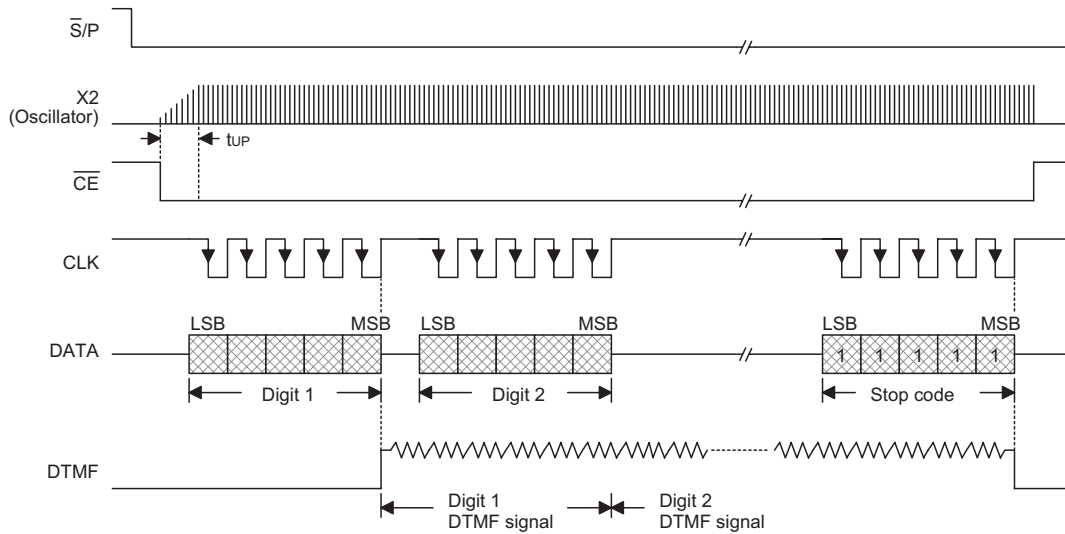 S̅/P
X2
(Oscillator)
tUP
C̅E̅
CLK
LSB MSB LSB MSB LSB MSB
DATA
1 1 1 1 1
Digit 1 Digit 2 Stop code
DTMF
Digit 1 Digit 2
DTMF signal DTMF signal